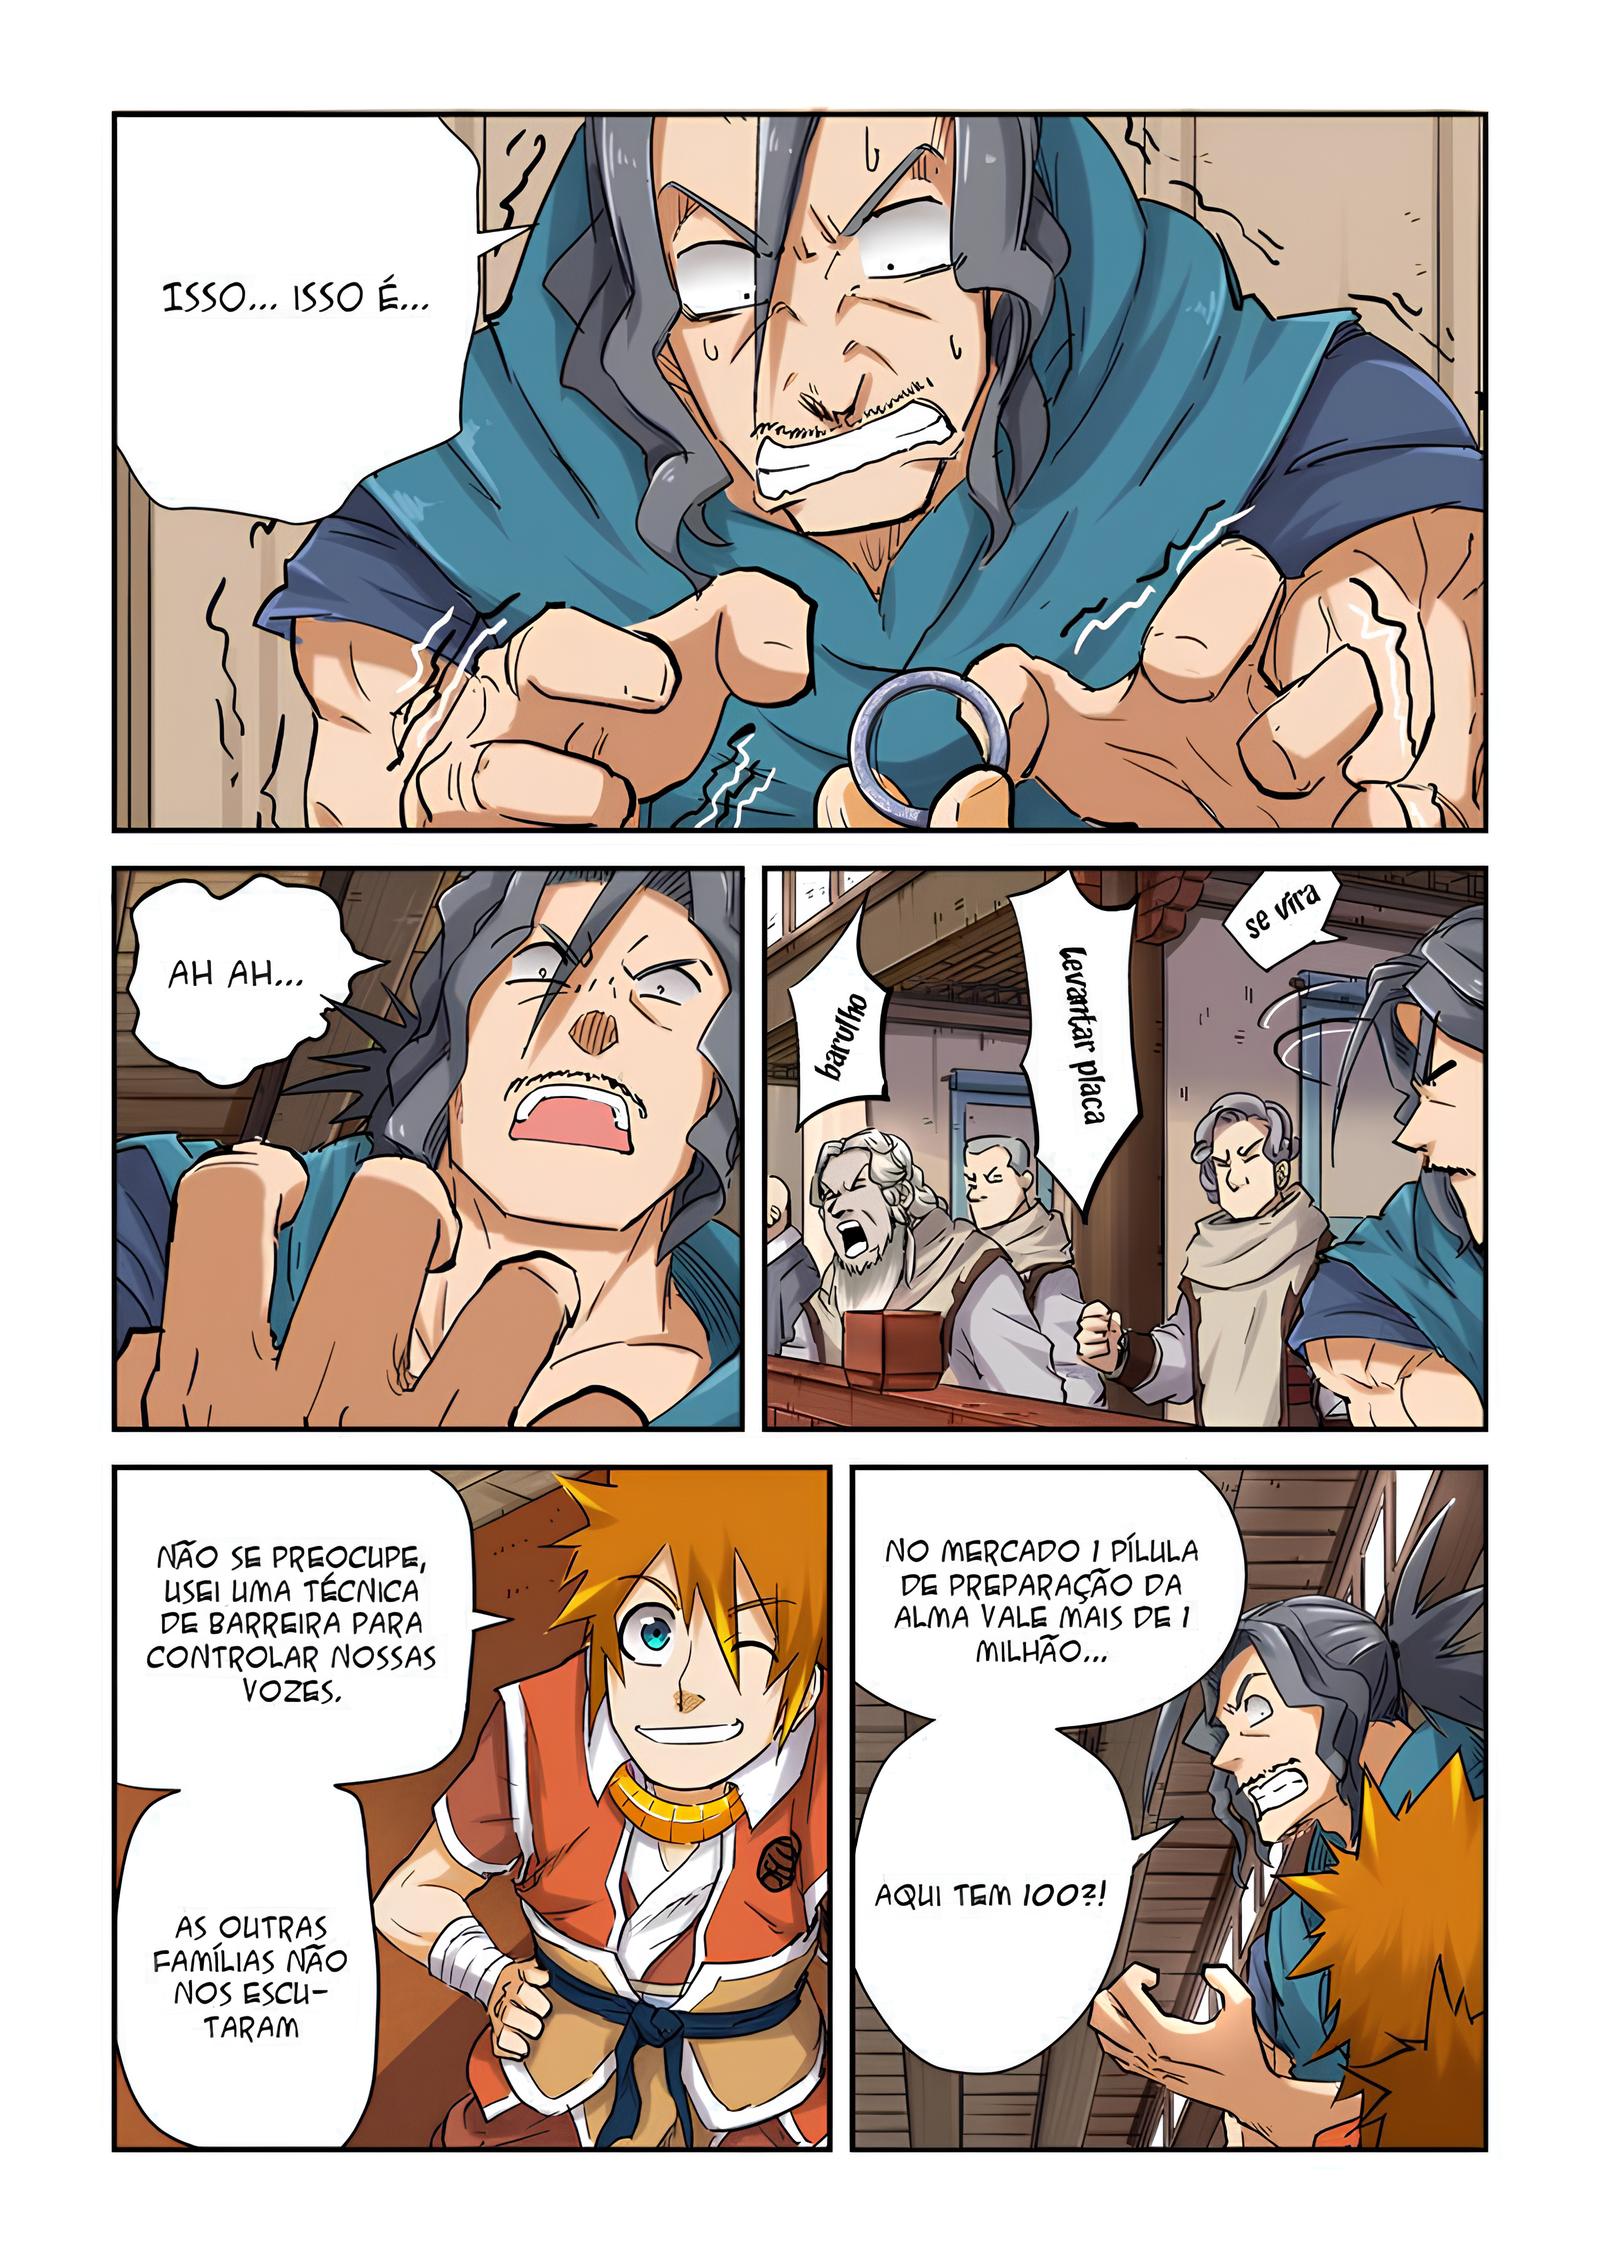 ISSO... ISSO É...
AH AH...
barulho
levantar placa
se vira
NÃO SE PREOCUPE,
USEI UMA TÉCNICA
DE BARREIRA PARA
CONTROLAR NOSSAS
VOZES.
AS OUTRAS
FAMÍLIAS NÃO
NOS ESCU-
TARAM
NO MERCADO 1 PÍLULA
DE PREPARAÇÃO DA
ALMA VALE MAIS DE 1
MILHÃO...
AQUI TEM 100?!